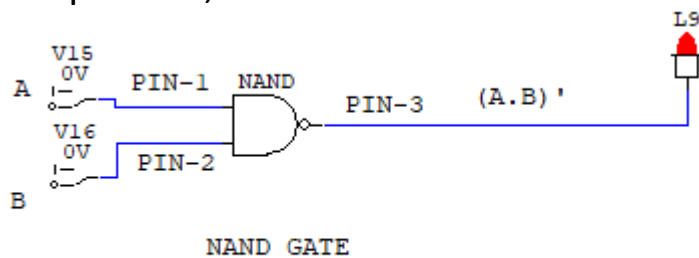 L9
V15
0V
A
PIN-1
NAND
PIN-3
(A.B)'
V16
0V
PIN-2
B
NAND GATE